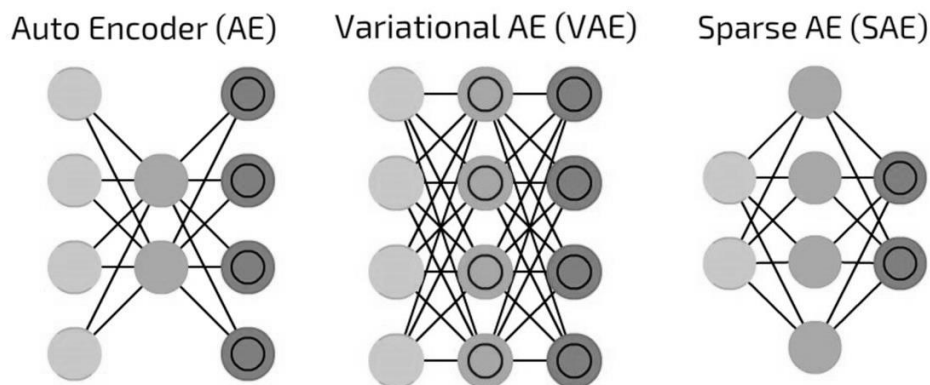 Auto Encoder (AE)
Variational AE (VAE)
Sparse AE (SAE)